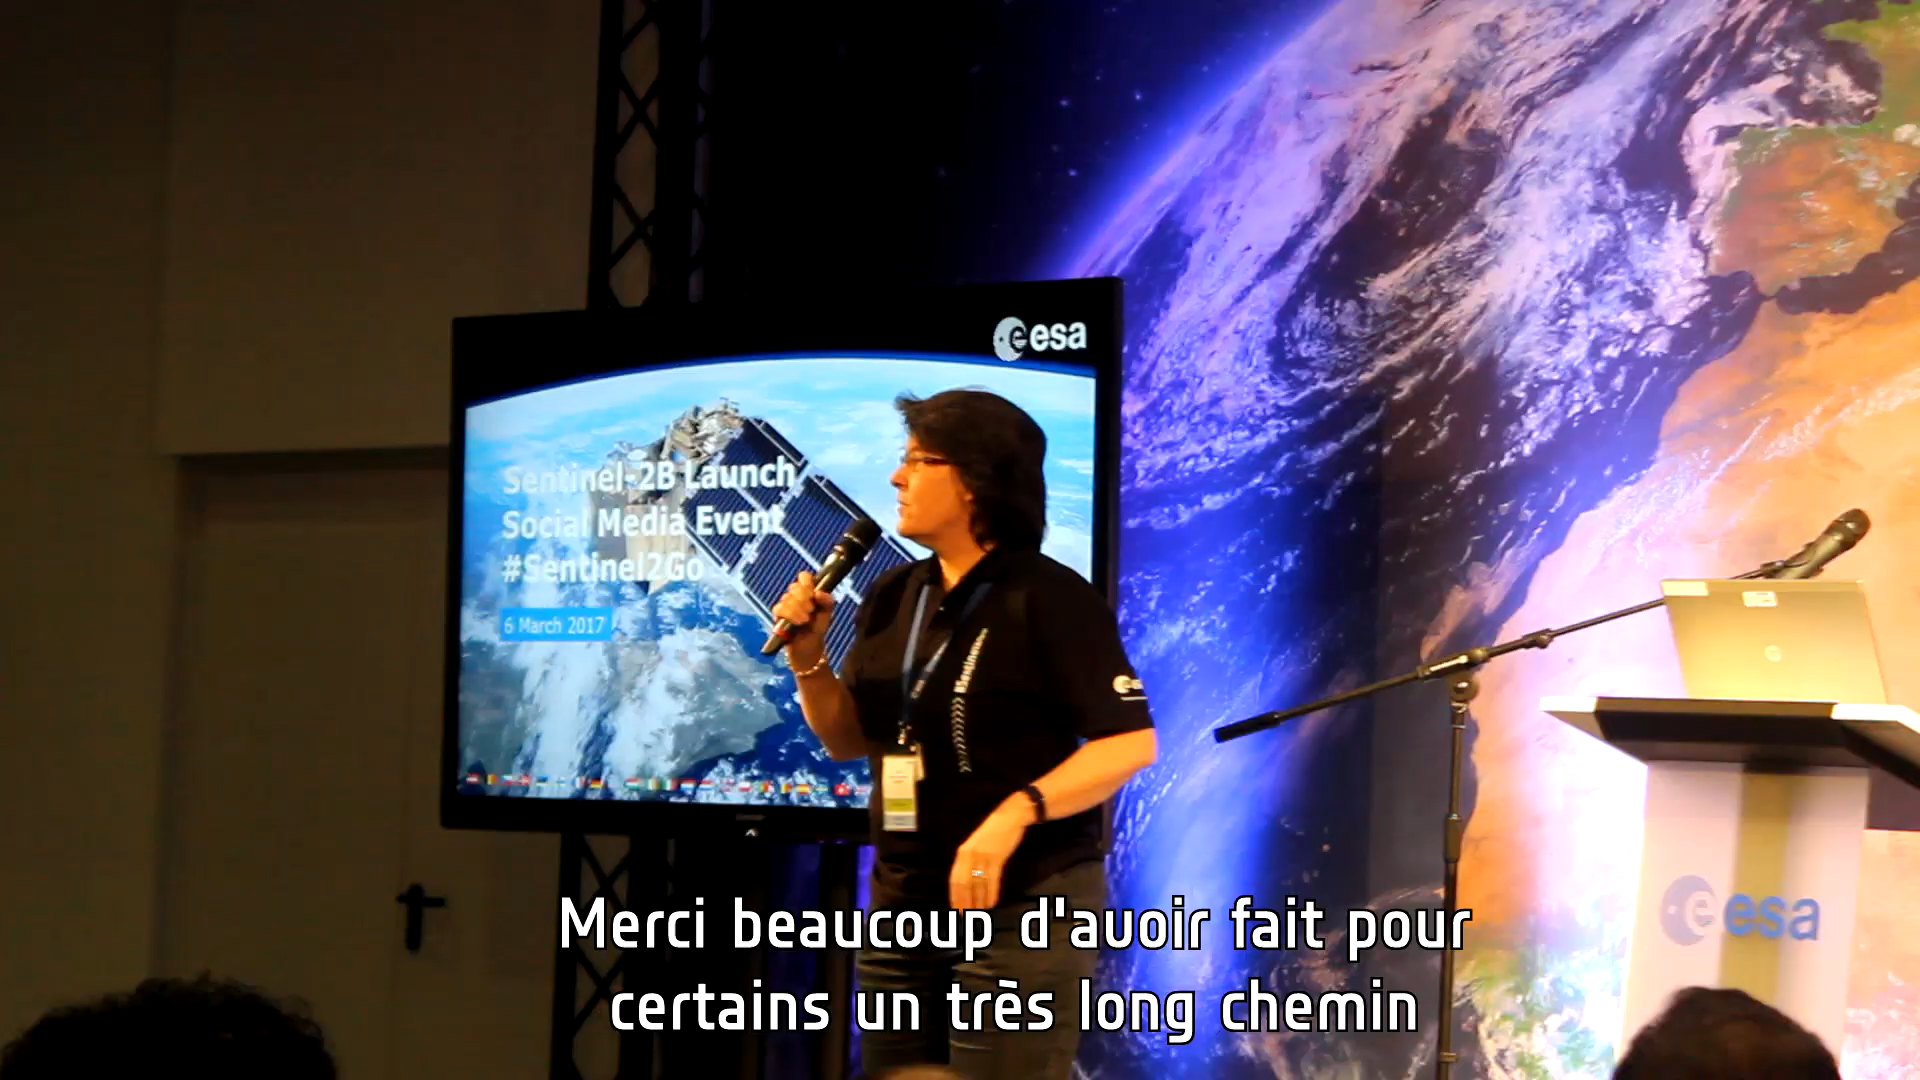 esa
Sentinel-2B Launch
Social Media Event
#Sentinel2Go
6 March 2017
esa
Merci beaucoup d'avoir fait pour
certains un très long chemin